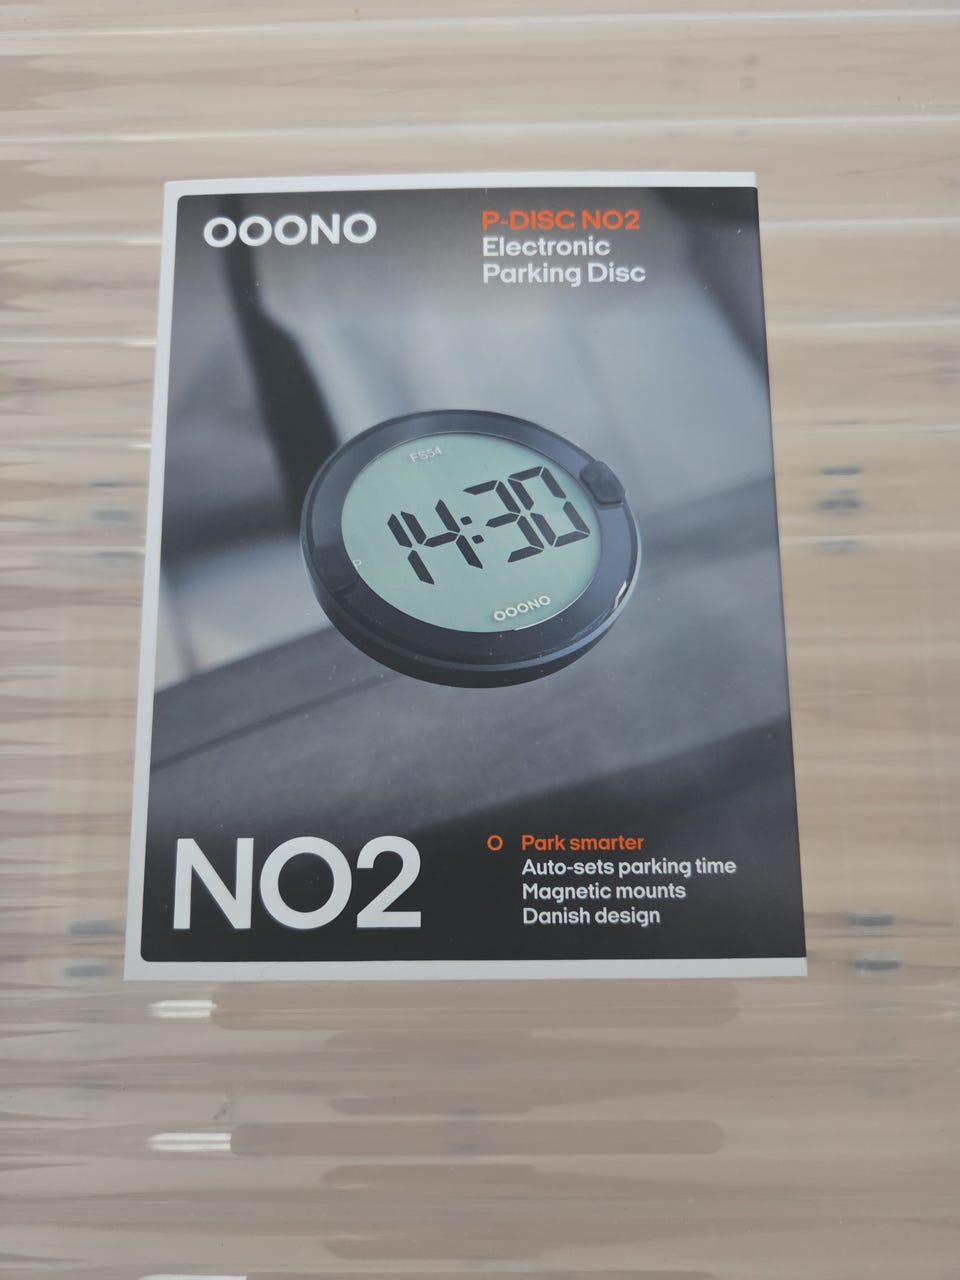 OOONO
P-DISC NO2
Electronic
Parking Disc
FS54
14:30
P
OOONO
NO2
Park smarter
Auto-sets parking time
Magnetic mounts
Danish design